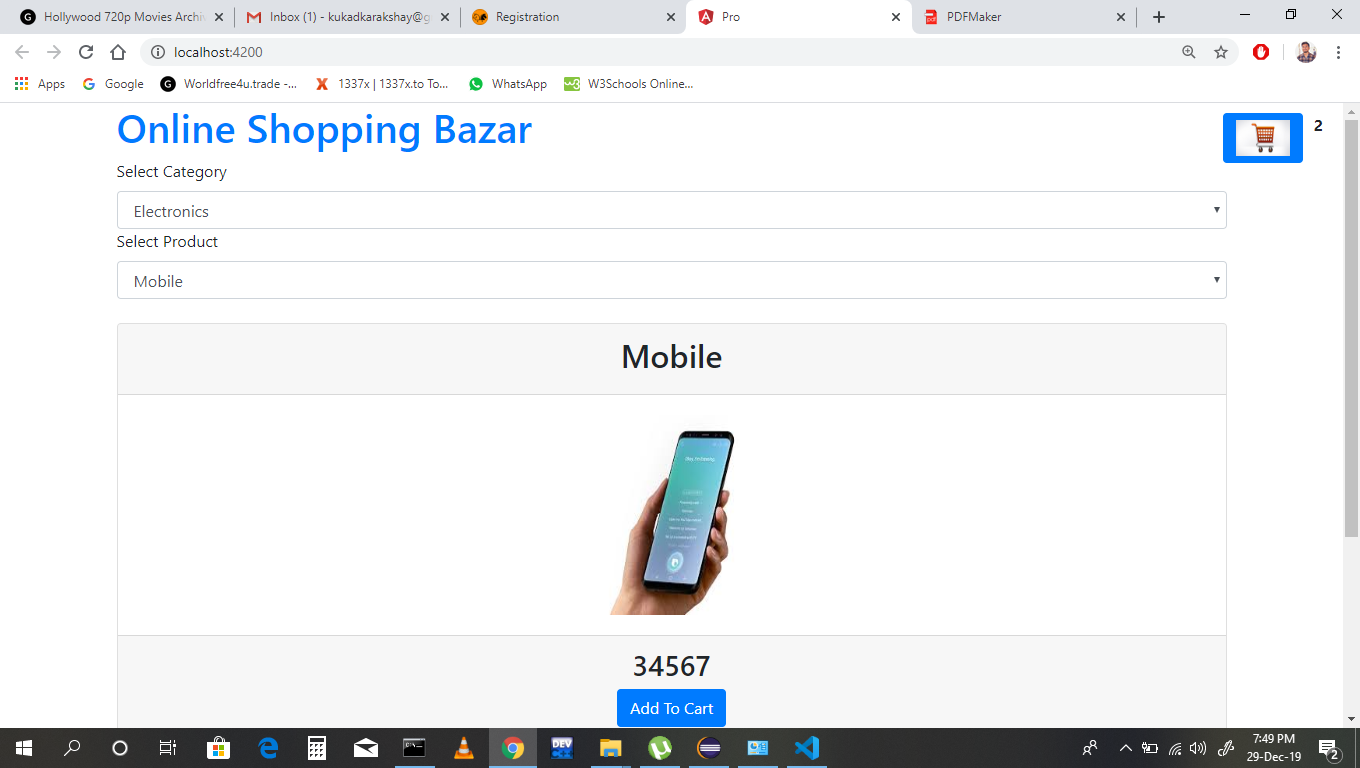 Hollywood 720p Movies Archiv
Inbox (1) - kukadkarakshay@g
Registration
Pro
PDFMaker
localhost:4200
Apps
Google
Worldfree4u.trade -...
1337x | 1337x.to To...
WhatsApp
W3Schools Online...
Online Shopping Bazar
2
Select Category
Electronics
Select Product
Mobile
Mobile
34567
Add To Cart
DEV
7:49 PM
29-Dec-19
2